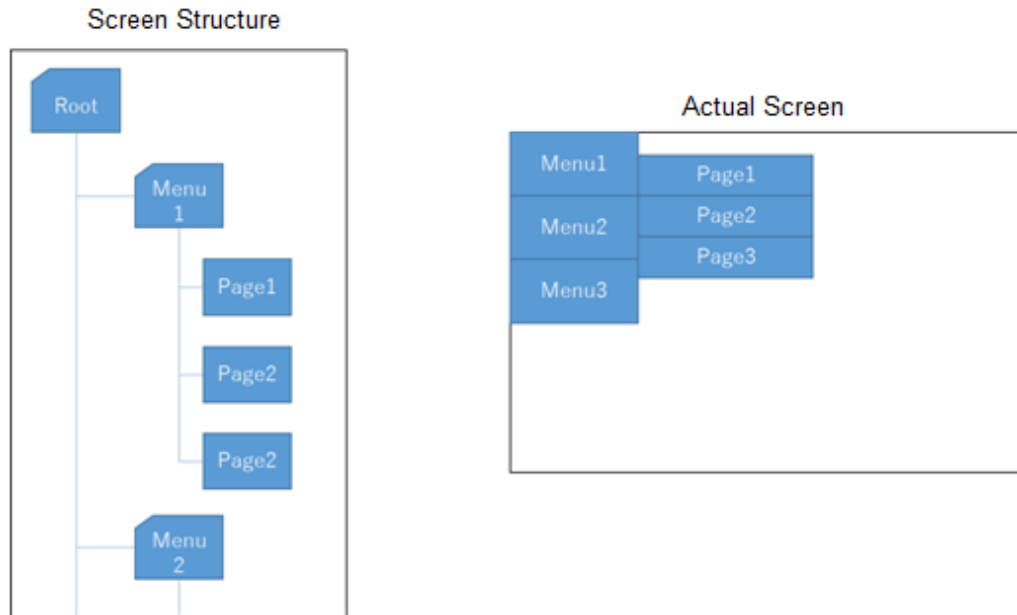 Screen Structure
Root
Menu
1
Page1
Page2
Page2
Menu
2
Actual Screen
Menu1
Menu2
Menu3
Page1
Page2
Page3